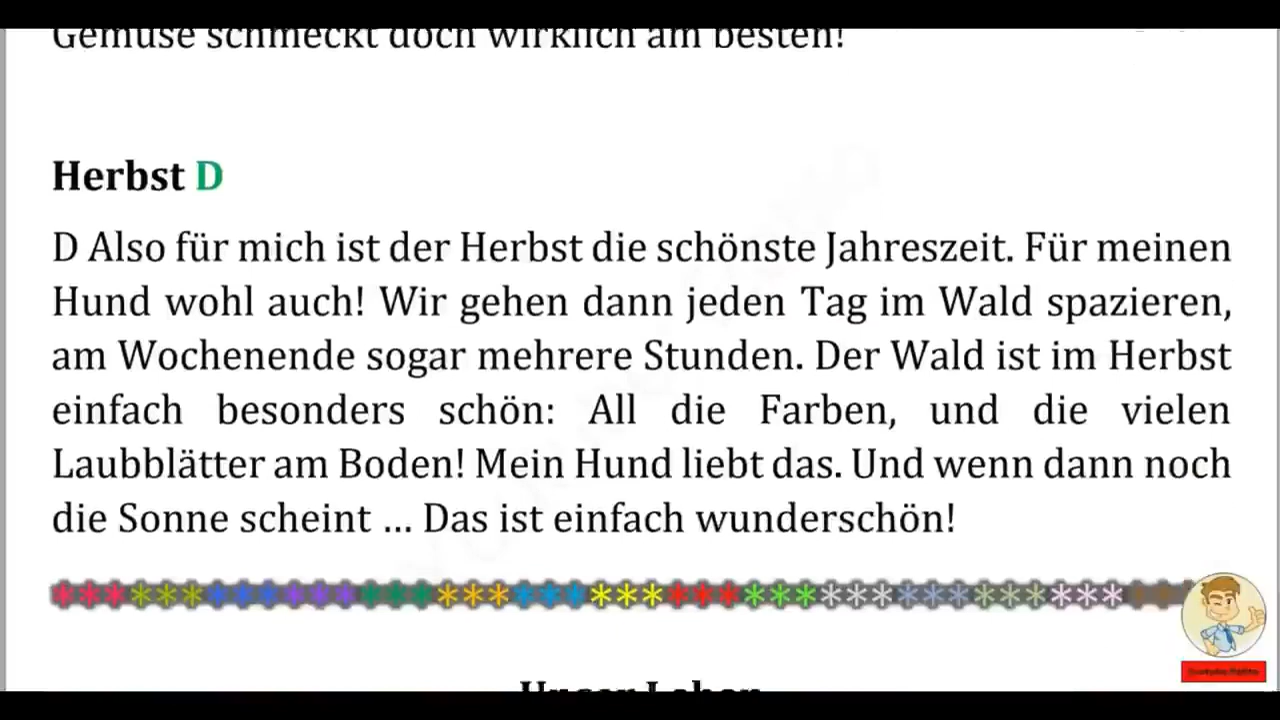 Gemüse schmeckt doch wirklich am besten!
Herbst D
D Also für mich ist der Herbst die schönste Jahreszeit. Für meinen
Hund wohl auch! Wir gehen dann jeden Tag im Wald spazieren,
am Wochenende sogar mehrere Stunden. Der Wald ist im Herbst
einfach besonders schön: All die Farben, und die vielen
Laubblätter am Boden! Mein Hund liebt das. Und wenn dann noch
die Sonne scheint ... Das ist einfach wunderschön!
Unser Leben